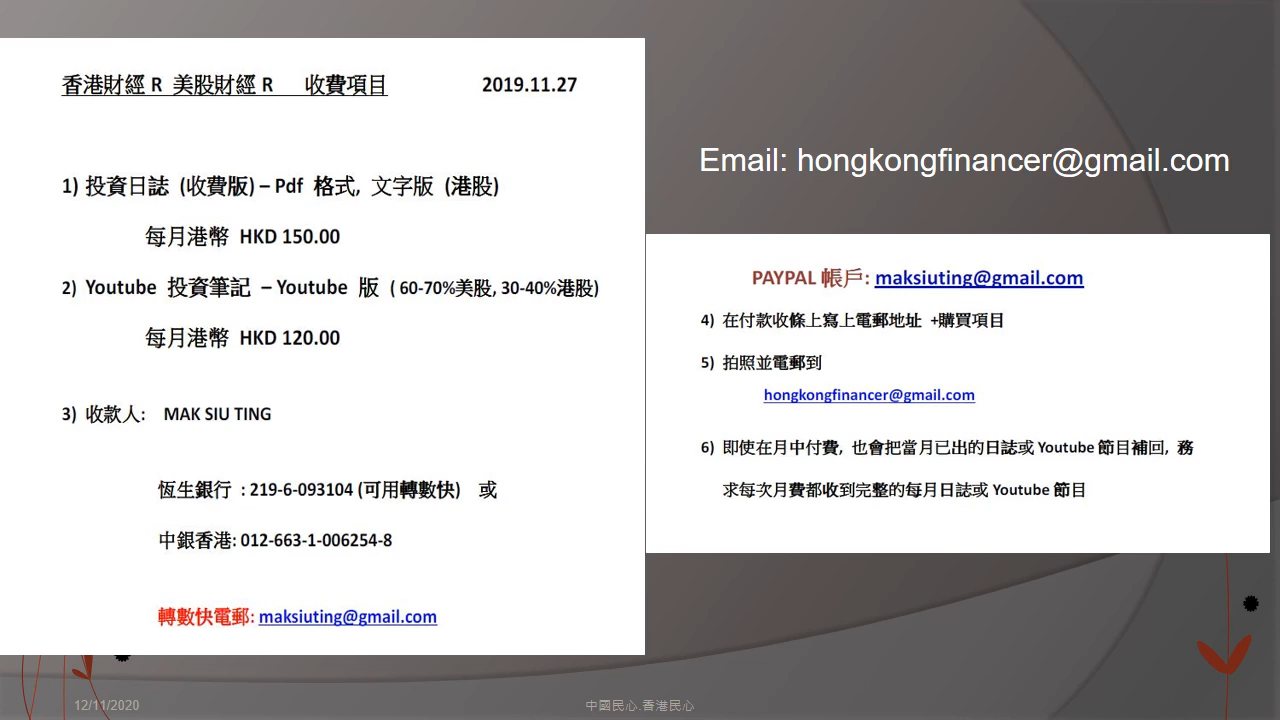 香港財經 R 美股財經 R 收費項目 2019.11.27
1) 投資日誌 (收費版) – Pdf 格式, 文字版 (港股)
每月港幣 HKD 150.00
2) Youtube 投資筆記 – Youtube 版 ( 60-70%美股, 30-40%港股)
每月港幣 HKD 120.00
3) 收款人: MAK SIU TING
恆生銀行 : 219-6-093104 (可用轉數快) 或
中銀香港: 012-663-1-006254-8
轉數快電郵: maksiuting@gmail.com
Email: hongkongfinancer@gmail.com
PAYPAL 帳戶: maksiuting@gmail.com
4) 在付款收條上寫上電郵地址 +購買項目
5) 拍照並電郵到
hongkongfinancer@gmail.com
6) 即使在月中付費, 也會把當月已出的日誌或 Youtube 節目補回, 務
求每次月費都收到完整的每月日誌或 Youtube 節目
12/11/2020
中國民心.香港民心